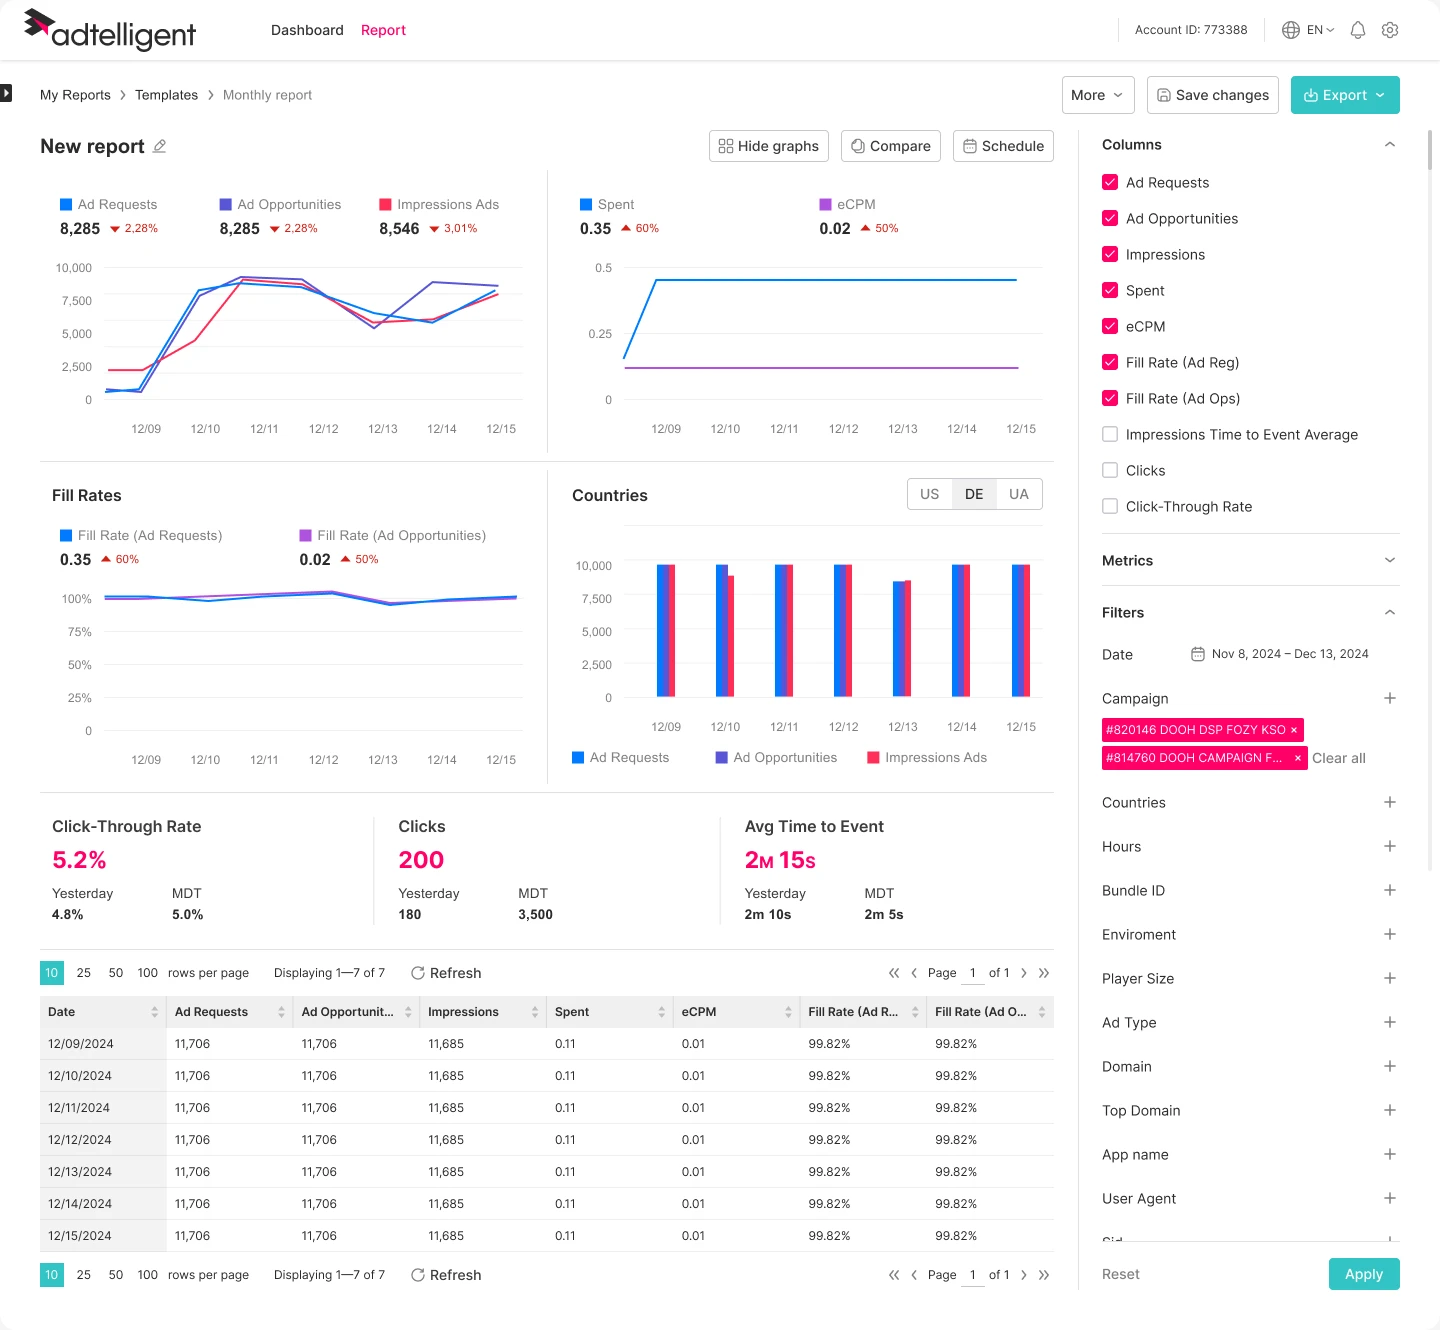 adtelligent
Dashboard Report
Account ID: 773388
EN
My Reports Templates Monthly report
More
Save changes
Export
New report
Hide graphs
Compare
Schedule
Ad Requests
8,285 2,28%
Ad Opportunities
8,285 2,28%
Impressions Ads
8,546 3,01%
10,000
7,500
5,000
2,500
0
12/09 12/10 12/11 12/12 12/13 12/14 12/15
Spent
0.35 60%
eCPM
0.02 50%
0.5
0.25
0
12/09 12/10 12/11 12/12 12/13 12/14 12/15
Fill Rates
Fill Rate (Ad Requests)
0.35 60%
Fill Rate (Ad Opportunities)
0.02 50%
100%
75%
50%
25%
0
12/09 12/10 12/11 12/12 12/13 12/14 12/15
Countries
US DE UA
10,000
7,500
5,000
2,500
0
12/09 12/10 12/11 12/12 12/13 12/14 12/15
Ad Requests Ad Opportunities Impressions Ads
Click-Through Rate
5.2%
Yesterday MDT
4.8% 5.0%
Clicks
200
Yesterday MDT
180 3,500
Avg Time to Event
2M 15S
Yesterday MDT
2m 10s 2m 5s
10 25 50 100 rows per page Displaying 1—7 of 7 Refresh Page 1 of 1
Date Ad Requests Ad Opportunit... Impressions Spent eCPM Fill Rate (Ad R... Fill Rate (Ad O...
12/09/2024 11,706 11,706 11,685 0.11 0.01 99.82% 99.82%
12/10/2024 11,706 11,706 11,685 0.11 0.01 99.82% 99.82%
12/11/2024 11,706 11,706 11,685 0.11 0.01 99.82% 99.82%
12/12/2024 11,706 11,706 11,685 0.11 0.01 99.82% 99.82%
12/13/2024 11,706 11,706 11,685 0.11 0.01 99.82% 99.82%
12/14/2024 11,706 11,706 11,685 0.11 0.01 99.82% 99.82%
12/15/2024 11,706 11,706 11,685 0.11 0.01 99.82% 99.82%
10 25 50 100 rows per page Displaying 1—7 of 7 Refresh Page 1 of 1
Columns
Ad Requests
Ad Opportunities
Impressions
Spent
eCPM
Fill Rate (Ad Reg)
Fill Rate (Ad Ops)
Impressions Time to Event Average
Clicks
Click-Through Rate
Metrics
Filters
Date Nov 8, 2024 – Dec 13, 2024
Campaign
#820146 DOOH DSP FOZY KSO ×
#814760 DOOH CAMPAIGN F... × Clear all
Countries
Hours
Bundle ID
Enviroment
Player Size
Ad Type
Domain
Top Domain
App name
User Agent
Reset
Apply